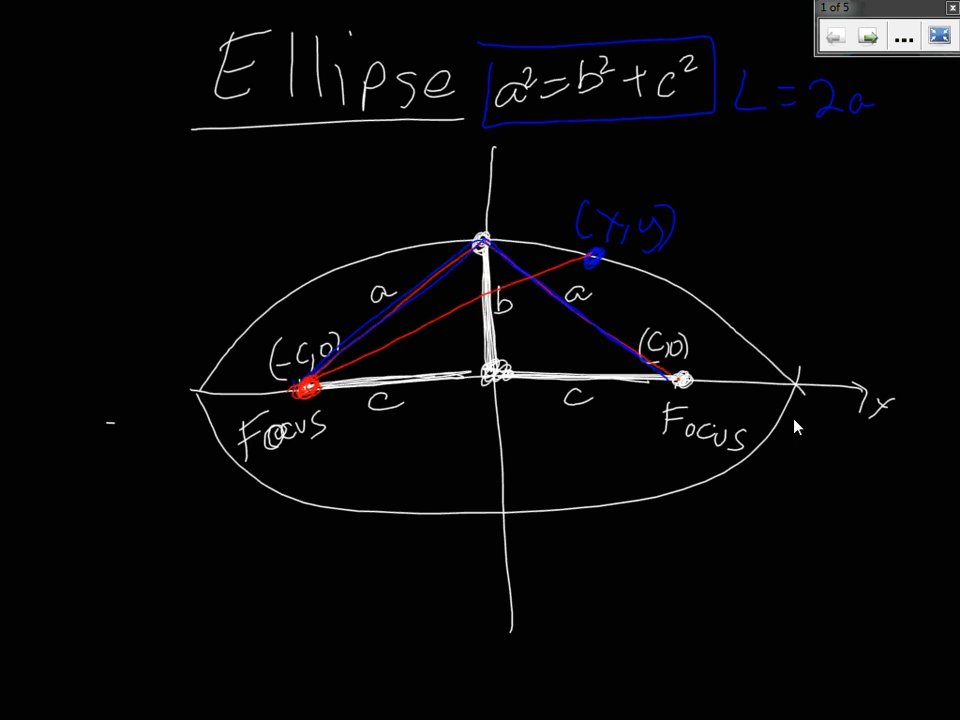 1 of 5
Ellipse
a² = b² + c²
L = 2a
(x,y)
a
a
b
(-c,0)
(c,0)
c
c
x
Focus
Focus